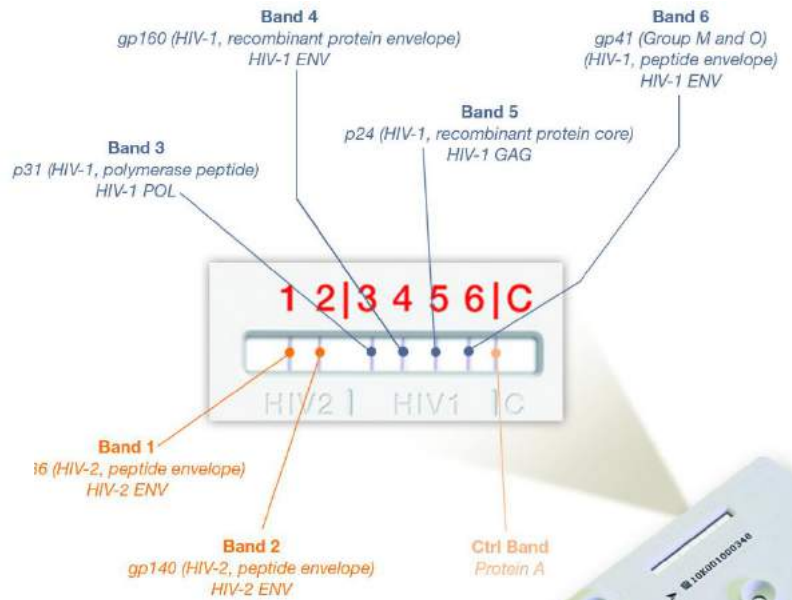 Band 4
gp160 (HIV-1, recombinant protein envelope)
HIV-1 ENV
Band 6
gp41 (Group M and O)
(HIV-1, peptide envelope)
HIV-1 ENV
Band 5
p24 (HIV-1, recombinant protein core)
HIV-1 GAG
Band 3
p31 (HIV-1, polymerase peptide)
HIV-1 POL
1 2|3 4 5 6|C
HIV2 | HIV1 | C
Band 1
36 (HIV-2, peptide envelope)
HIV-2 ENV
Band 2
gp140 (HIV-2, peptide envelope)
HIV-2 ENV
Ctrl Band
Protein A
10K001000348